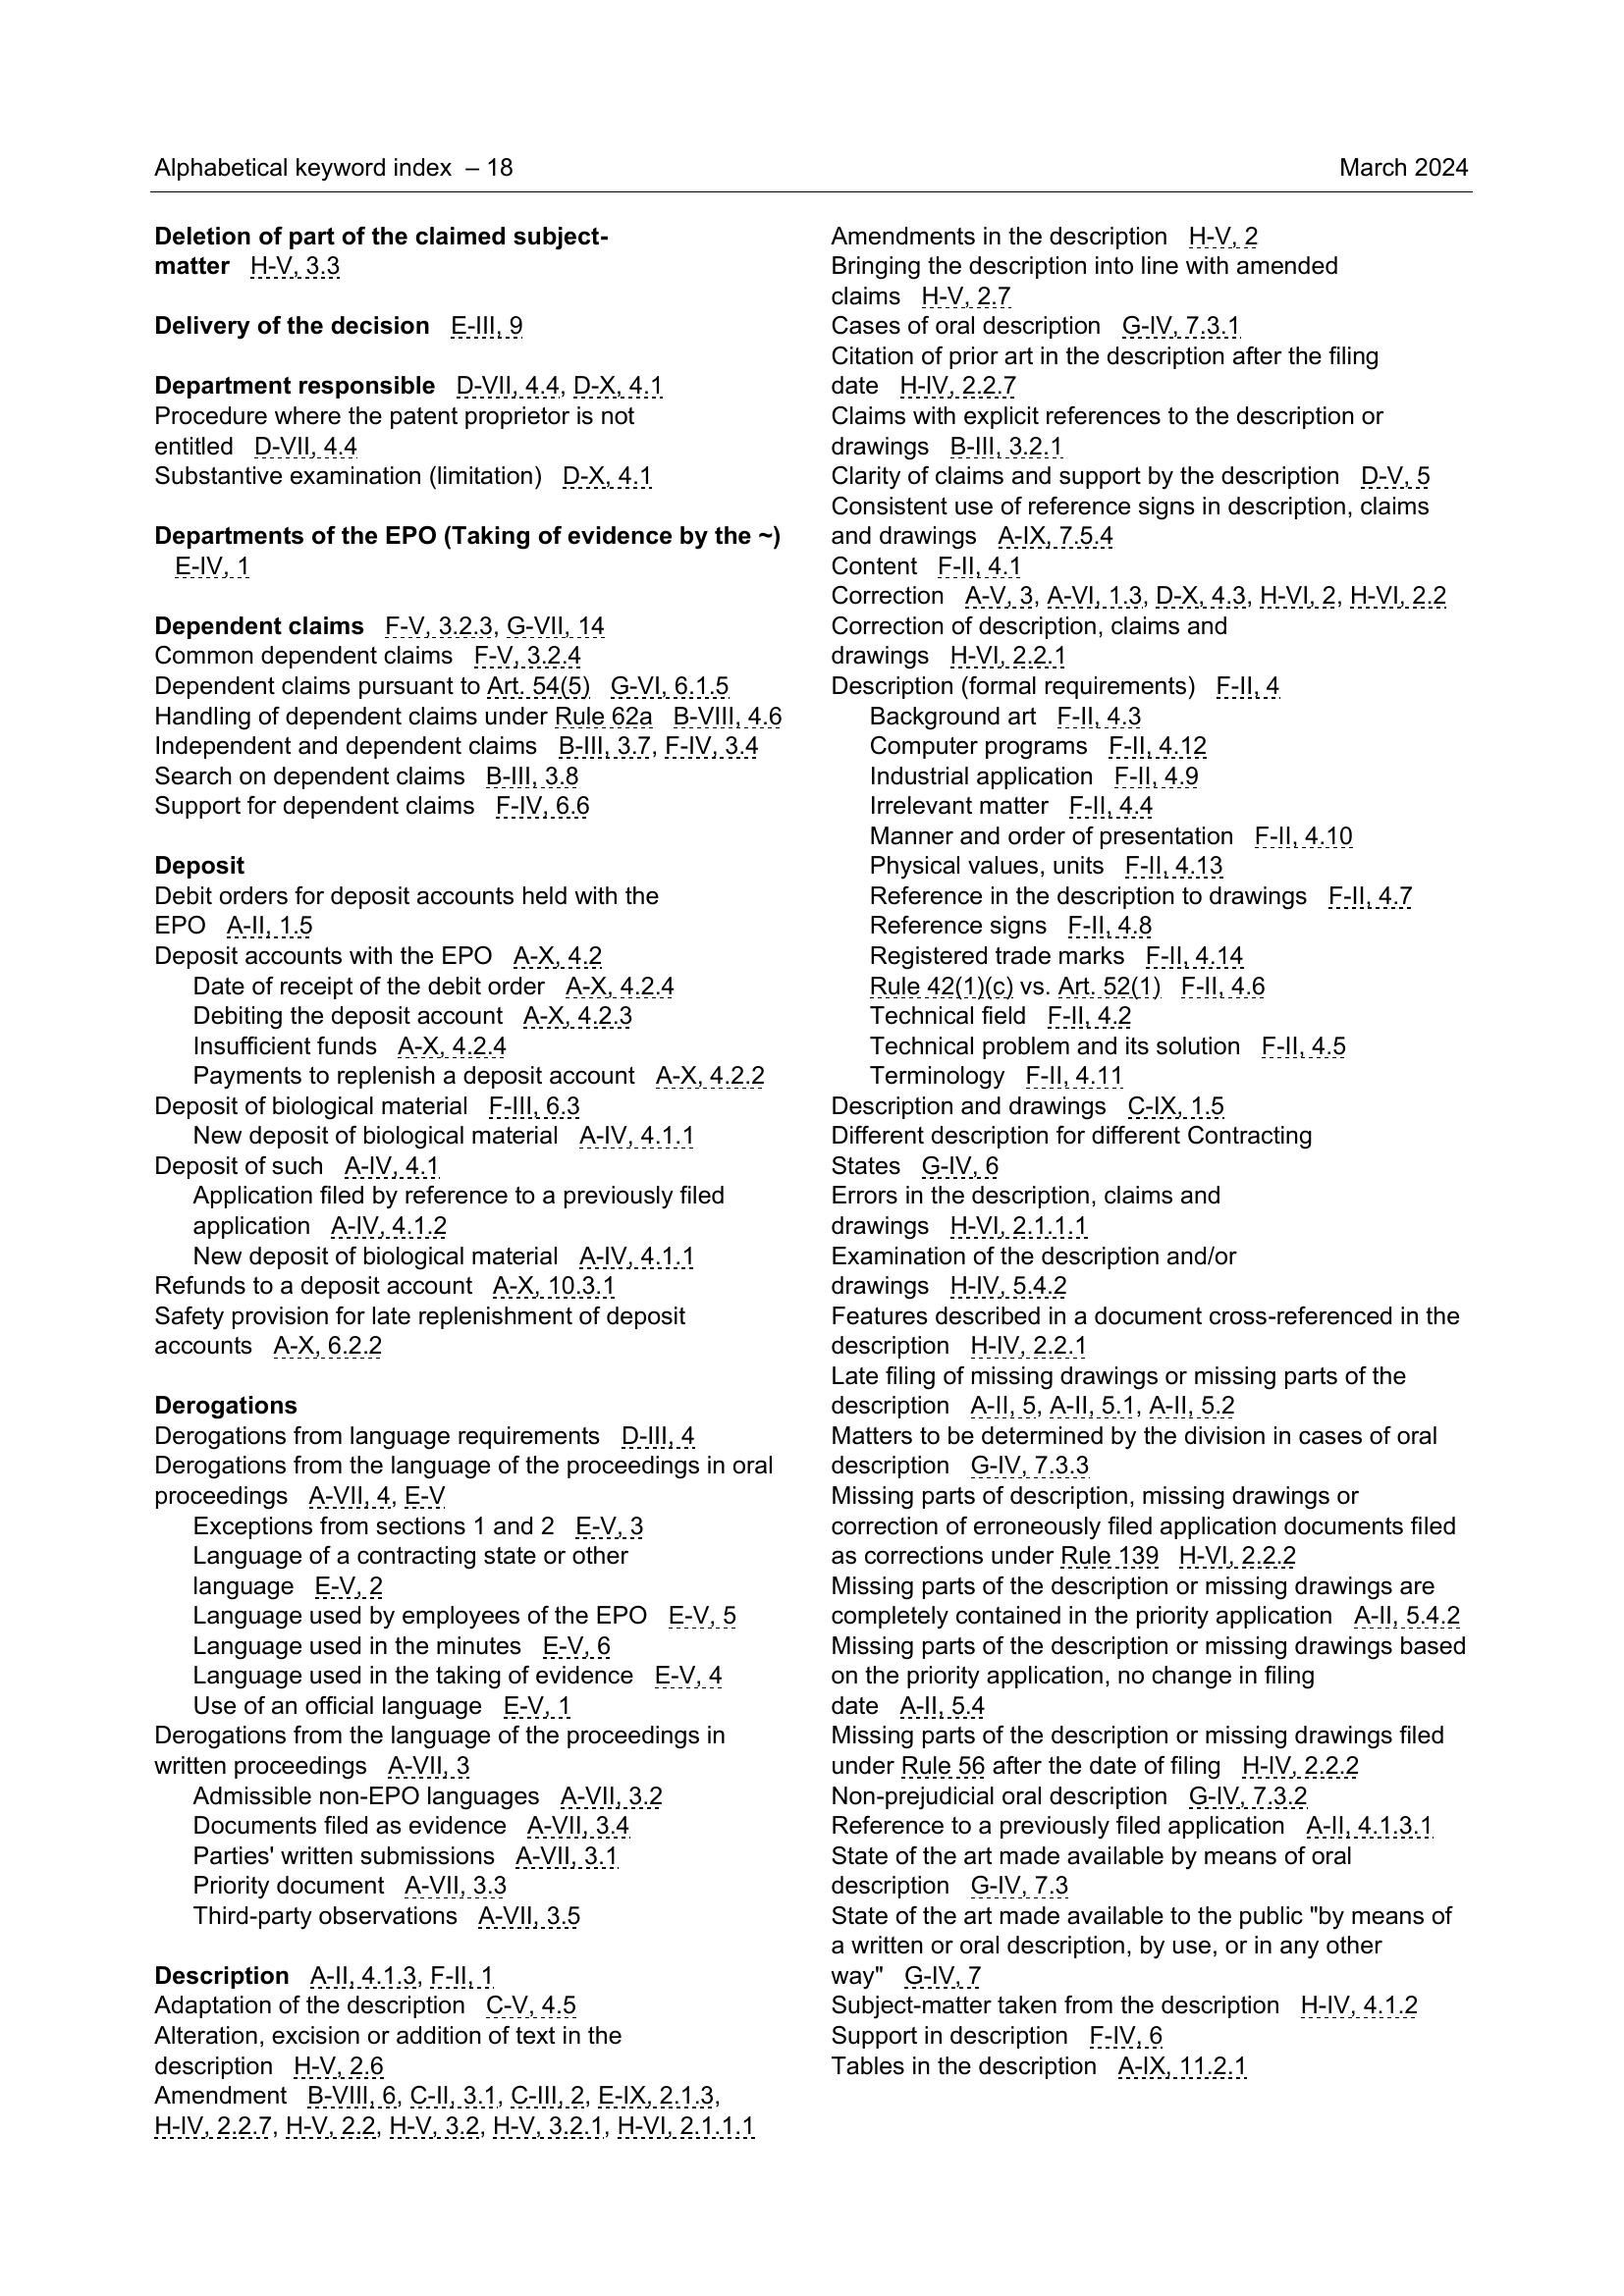 Alphabetical keyword index – 18
March 2024
Deletion of part of the claimed subject-
matter H-V, 3.3
Delivery of the decision E-III, 9
Department responsible D-VII, 4.4, D-X, 4.1
Procedure where the patent proprietor is not
entitled D-VII, 4.4
Substantive examination (limitation) D-X, 4.1
Departments of the EPO (Taking of evidence by the ~)
E-IV, 1
Dependent claims F-V, 3.2.3, G-VII, 14
Common dependent claims F-V, 3.2.4
Dependent claims pursuant to Art. 54(5) G-VI, 6.1.5
Handling of dependent claims under Rule 62a B-VIII, 4.6
Independent and dependent claims B-III, 3.7, F-IV, 3.4
Search on dependent claims B-III, 3.8
Support for dependent claims F-IV, 6.6
Deposit
Debit orders for deposit accounts held with the
EPO A-II, 1.5
Deposit accounts with the EPO A-X, 4.2
Date of receipt of the debit order A-X, 4.2.4
Debiting the deposit account A-X, 4.2.3
Insufficient funds A-X, 4.2.4
Payments to replenish a deposit account A-X, 4.2.2
Deposit of biological material F-III, 6.3
New deposit of biological material A-IV, 4.1.1
Deposit of such A-IV, 4.1
Application filed by reference to a previously filed
application A-IV, 4.1.2
New deposit of biological material A-IV, 4.1.1
Refunds to a deposit account A-X, 10.3.1
Safety provision for late replenishment of deposit
accounts A-X, 6.2.2
Derogations
Derogations from language requirements D-III, 4
Derogations from the language of the proceedings in oral
proceedings A-VII, 4, E-V
Exceptions from sections 1 and 2 E-V, 3
Language of a contracting state or other
language E-V, 2
Language used by employees of the EPO E-V, 5
Language used in the minutes E-V, 6
Language used in the taking of evidence E-V, 4
Use of an official language E-V, 1
Derogations from the language of the proceedings in
written proceedings A-VII, 3
Admissible non-EPO languages A-VII, 3.2
Documents filed as evidence A-VII, 3.4
Parties' written submissions A-VII, 3.1
Priority document A-VII, 3.3
Third-party observations A-VII, 3.5
Description A-II, 4.1.3, F-II, 1
Adaptation of the description C-V, 4.5
Alteration, excision or addition of text in the
description H-V, 2.6
Amendment B-VIII, 6, C-II, 3.1, C-III, 2, E-IX, 2.1.3,
H-IV, 2.2.7, H-V, 2.2, H-V, 3.2, H-V, 3.2.1, H-VI, 2.1.1.1
Amendments in the description H-V, 2
Bringing the description into line with amended
claims H-V, 2.7
Cases of oral description G-IV, 7.3.1
Citation of prior art in the description after the filing
date H-IV, 2.2.7
Claims with explicit references to the description or
drawings B-III, 3.2.1
Clarity of claims and support by the description D-V, 5
Consistent use of reference signs in description, claims
and drawings A-IX, 7.5.4
Content F-II, 4.1
Correction A-V, 3, A-VI, 1.3, D-X, 4.3, H-VI, 2, H-VI, 2.2
Correction of description, claims and
drawings H-VI, 2.2.1
Description (formal requirements) F-II, 4
Background art F-II, 4.3
Computer programs F-II, 4.12
Industrial application F-II, 4.9
Irrelevant matter F-II, 4.4
Manner and order of presentation F-II, 4.10
Physical values, units F-II, 4.13
Reference in the description to drawings F-II, 4.7
Reference signs F-II, 4.8
Registered trade marks F-II, 4.14
Rule 42(1)(c) vs. Art. 52(1) F-II, 4.6
Technical field F-II, 4.2
Technical problem and its solution F-II, 4.5
Terminology F-II, 4.11
Description and drawings C-IX, 1.5
Different description for different Contracting
States G-IV, 6
Errors in the description, claims and
drawings H-VI, 2.1.1.1
Examination of the description and/or
drawings H-IV, 5.4.2
Features described in a document cross-referenced in the
description H-IV, 2.2.1
Late filing of missing drawings or missing parts of the
description A-II, 5, A-II, 5.1, A-II, 5.2
Matters to be determined by the division in cases of oral
description G-IV, 7.3.3
Missing parts of description, missing drawings or
correction of erroneously filed application documents filed
as corrections under Rule 139 H-VI, 2.2.2
Missing parts of the description or missing drawings are
completely contained in the priority application A-II, 5.4.2
Missing parts of the description or missing drawings based
on the priority application, no change in filing
date A-II, 5.4
Missing parts of the description or missing drawings filed
under Rule 56 after the date of filing H-IV, 2.2.2
Non-prejudicial oral description G-IV, 7.3.2
Reference to a previously filed application A-II, 4.1.3.1
State of the art made available by means of oral
description G-IV, 7.3
State of the art made available to the public "by means of
a written or oral description, by use, or in any other
way" G-IV, 7
Subject-matter taken from the description H-IV, 4.1.2
Support in description F-IV, 6
Tables in the description A-IX, 11.2.1